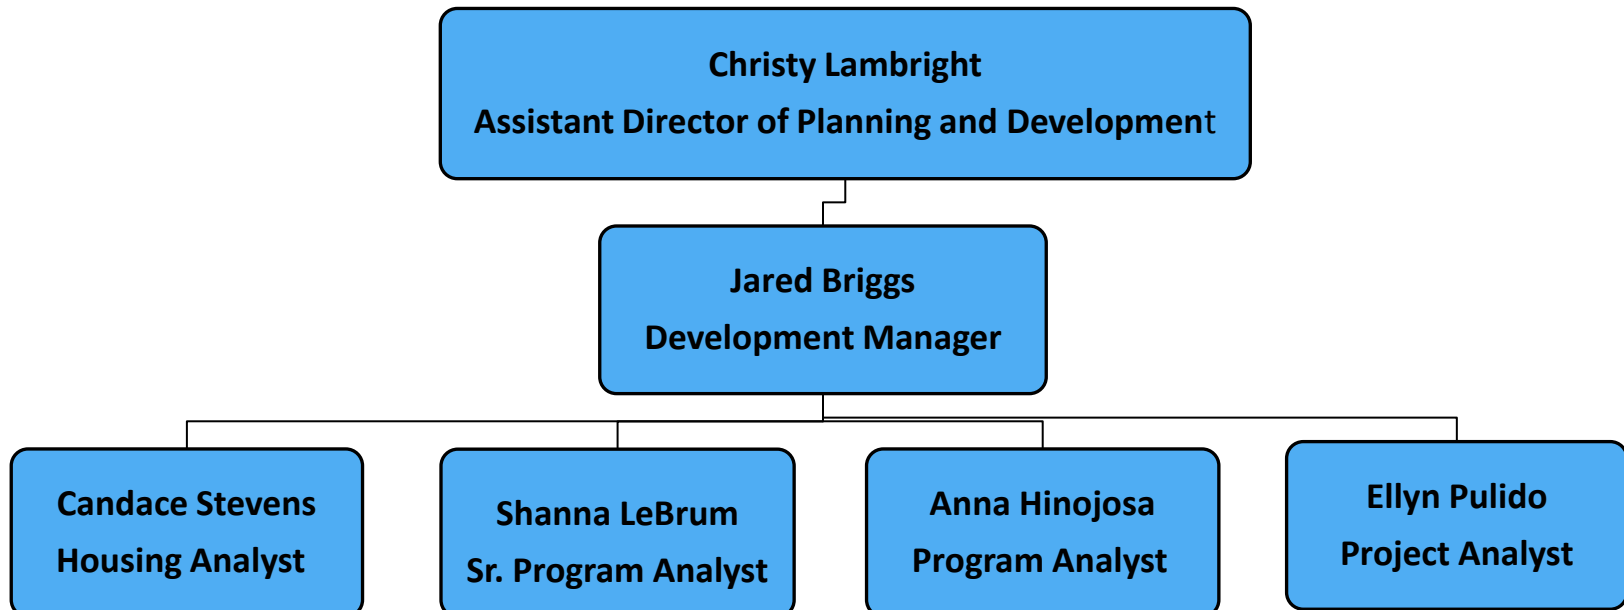 Christy Lambright
Assistant Director of Planning and Development
Jared Briggs
Development Manager
Candace Stevens
Housing Analyst
Shanna LeBrum
Sr. Program Analyst
Anna Hinojosa
Program Analyst
Ellyn Pulido
Project Analyst